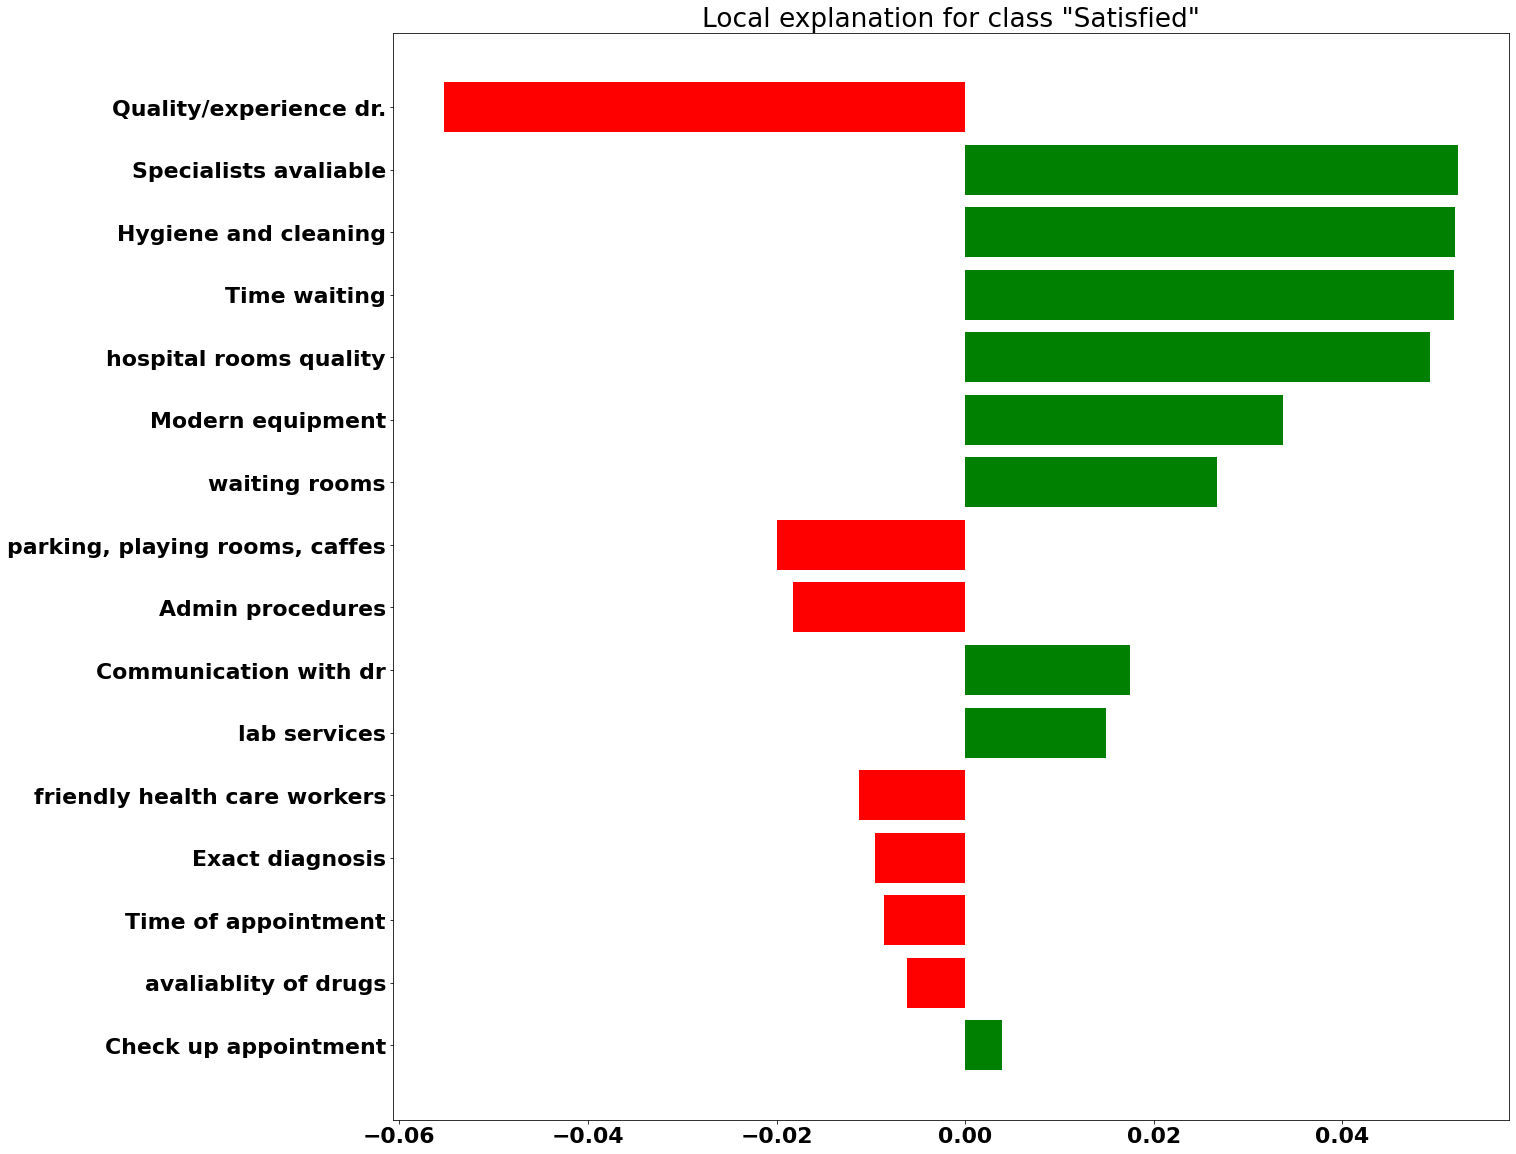 Local explanation for class "Satisfied"
Quality/experience dr.
Specialists avaliable
Hygiene and cleaning
Time waiting
hospital rooms quality
Modern equipment
waiting rooms
parking, playing rooms, caffes
Admin procedures
Communication with dr
lab services
friendly health care workers
Exact diagnosis
Time of appointment
avaliablity of drugs
Check up appointment
−0.06 −0.04 −0.02 0.00 0.02 0.04